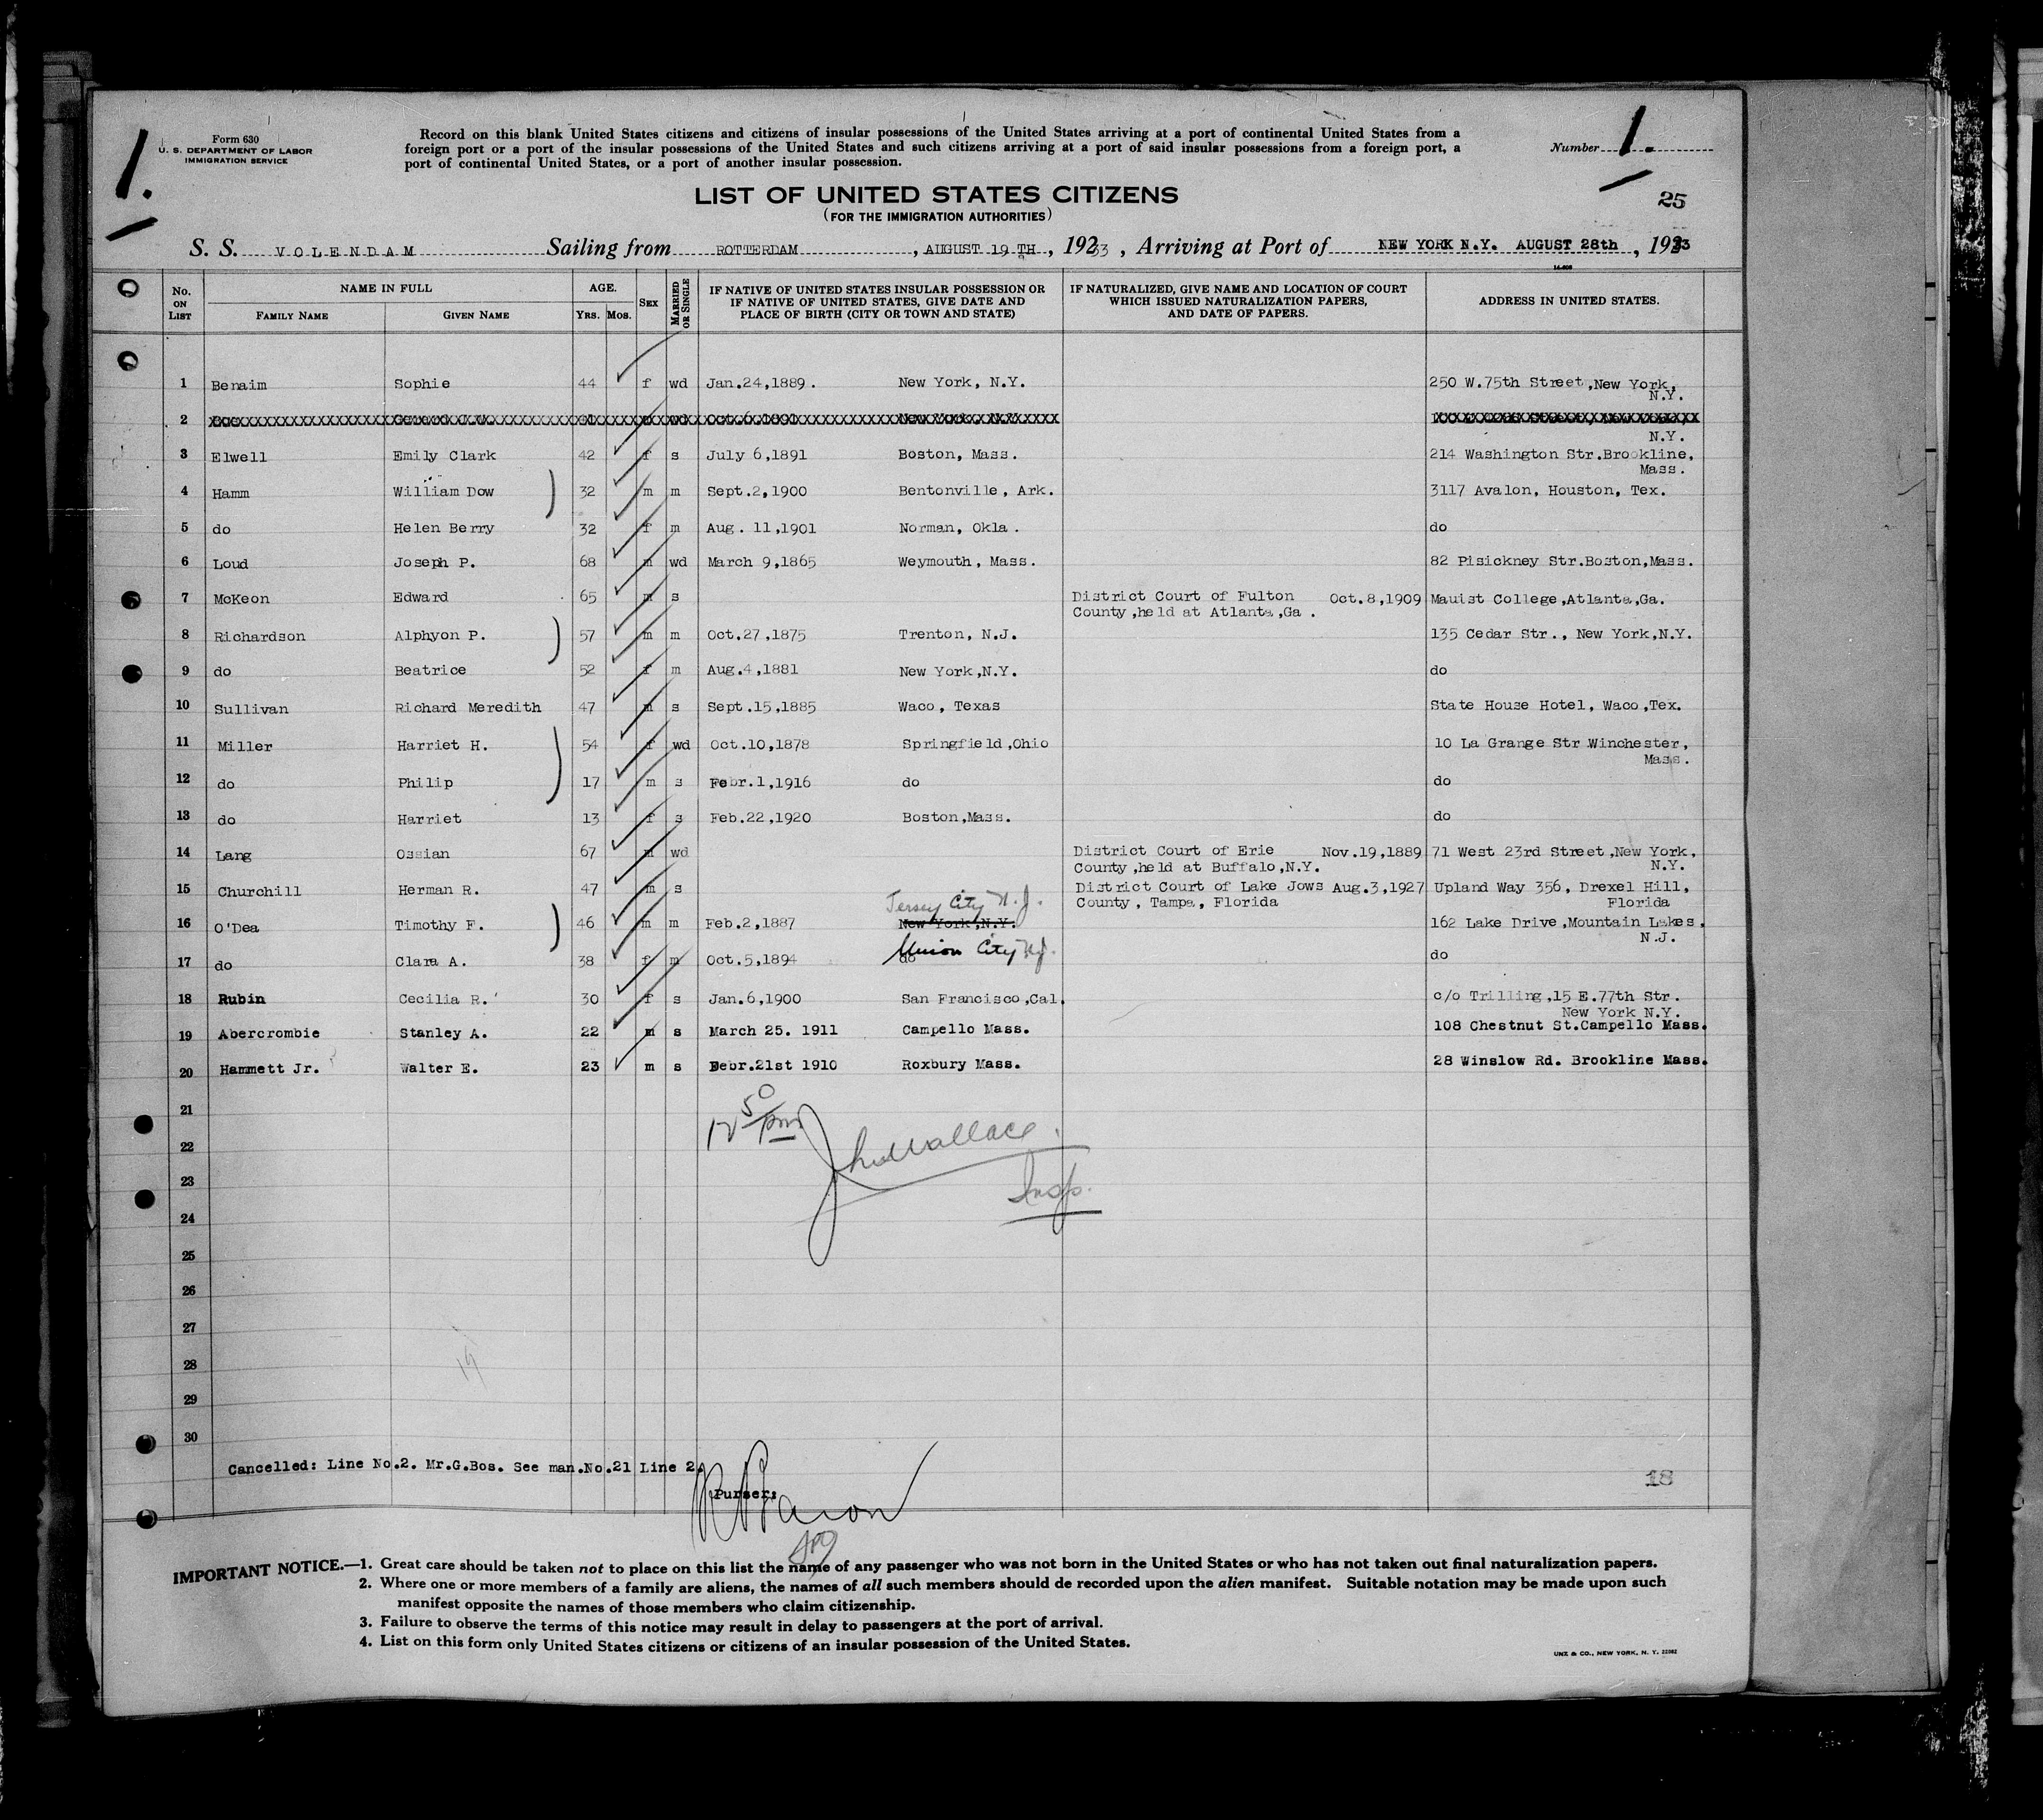 1.
Form 630
U. S. DEPARTMENT OF LABOR
IMMIGRATION SERVICE
Record on this blank United States citizens and citizens of insular possessions of the United States arriving at a port of continental United States from a
foreign port or a port of the insular possessions of the United States and such citizens arriving at a port of said insular possessions from a foreign port, a
port of continental United States, or a port of another insular possession.
Number 1.
25
LIST OF UNITED STATES CITIZENS
(FOR THE IMMIGRATION AUTHORITIES)
S. S. VOLENDAM Sailing from ROTTERDAM, AUGUST 19 TH, 1933, Arriving at Port of NEW YORK N.Y. AUGUST 28th, 1933
No. ON LIST NAME IN FULL FAMILY NAME GIVEN NAME AGE. YRS. MOS. SEX MARRIED OR SINGLE IF NATIVE OF UNITED STATES INSULAR POSSESSION OR IF NATIVE OF UNITED STATES, GIVE DATE AND PLACE OF BIRTH (CITY OR TOWN AND STATE) IF NATURALIZED, GIVE NAME AND LOCATION OF COURT WHICH ISSUED NATURALIZATION PAPERS, AND DATE OF PAPERS. ADDRESS IN UNITED STATES.
1 Benaim Sophie 44 f wd Jan.24,1889. New York, N.Y. 250 W.75th Street,New York,
N.Y.
2
N.Y.
3 Elwell Emily Clark 42 f s July 6,1891 Boston, Mass. 214 Washington Str.Brookline,
Mass.
4 Hamm William Dow 32 m m Sept.2,1900 Bentonville, Ark. 3117 Avalon, Houston, Tex.
5 do Helen Berry 32 f m Aug. 11,1901 Norman, Okla. do
6 Loud Joseph P. 68 m wd March 9,1865 Weymouth, Mass. 82 Pisickney Str.Boston,Mass.
7 McKeon Edward 65 m s District Court of Fulton Oct.8,1909 Mauist College,Atlanta,Ga.
County,held at Atlanta,Ga.
8 Richardson Alphyon P. 57 m m Oct.27,1875 Trenton, N.J. 135 Cedar Str., New York,N.Y.
9 do Beatrice 52 f m Aug.4,1881 New York,N.Y. do
10 Sullivan Richard Meredith 47 m s Sept.15,1885 Waco, Texas State House Hotel, Waco,Tex.
11 Miller Harriet H. 54 f wd Oct.10,1878 Springfield,Ohio 10 La Grange Str Winchester,
Mass.
12 do Philip 17 m s Febr.1,1916 do do
13 do Harriet 13 f s Feb.22,1920 Boston,Mass. do
14 Lang Ossian 67 m wd District Court of Erie Nov.19,1889 71 West 23rd Street,New York,
County,held at Buffalo,N.Y. N.Y.
15 Churchill Herman R. 47 m s District Court of Lake Jows Aug.3,1927 Upland Way 356, Drexel Hill,
County, Tampa, Florida Florida
Jersey City N.J.
16 O'Dea Timothy F. 46 m m Feb.2,1887 New York,N.Y. 162 Lake Drive,Mountain Lakes,
N.J.
17 do Clara A. 38 f m Oct.5,1894 do Union City N.J. do
18 Rubin Cecilia R. 30 f s Jan.6,1900 San Francisco,Cal. c/o Trilling,15 E.77th Str.
New York N.Y.
19 Abercrombie Stanley A. 22 m s March 25. 1911 Campello Mass. 108 Chestnut St.Campello Mass.
20 Hammett Jr. Walter E. 23 m s Febr.21st 1910 Roxbury Mass. 28 Winslow Rd. Brookline Mass.
21
12 50 pm
22 Wallace
23 Insp.
24
25
26
27
28
19
29
30
Cancelled: Line No.2. Mr.G.Bos. See man.No.21 Line 2.
18
Purser:
IMPORTANT NOTICE.—1. Great care should be taken not to place on this list the name of any passenger who was not born in the United States or who has not taken out final naturalization papers.
2. Where one or more members of a family are aliens, the names of all such members should de recorded upon the alien manifest. Suitable notation may be made upon such
manifest opposite the names of those members who claim citizenship.
3. Failure to observe the terms of this notice may result in delay to passengers at the port of arrival.
4. List on this form only United States citizens or citizens of an insular possession of the United States.
UNZ & CO., NEW YORK, N. Y. 22562